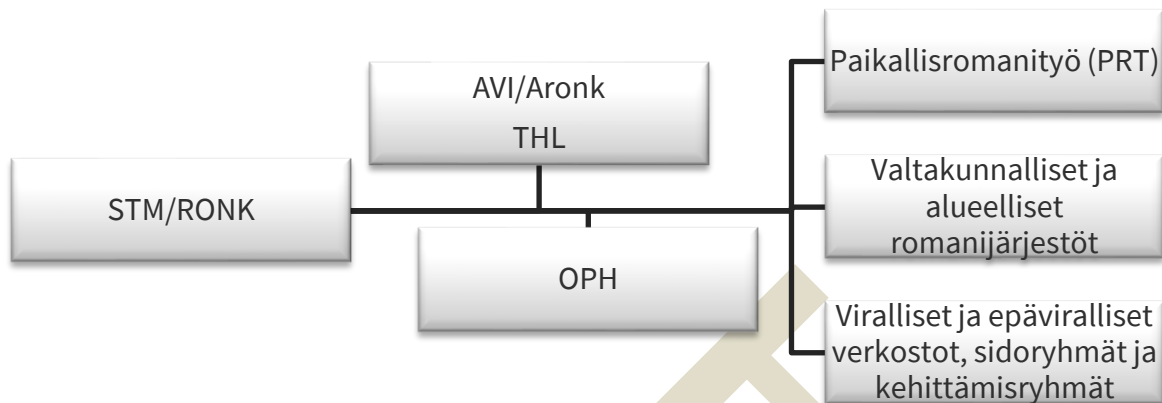 STM/RONK
AVI/Aronk
THL
OPH
Paikallisromanityö (PRT)
Valtakunnalliset ja
alueelliset
romanijärjestöt
Viralliset ja epäviralliset
verkostot, sidoryhmät ja
kehittämisryhmät